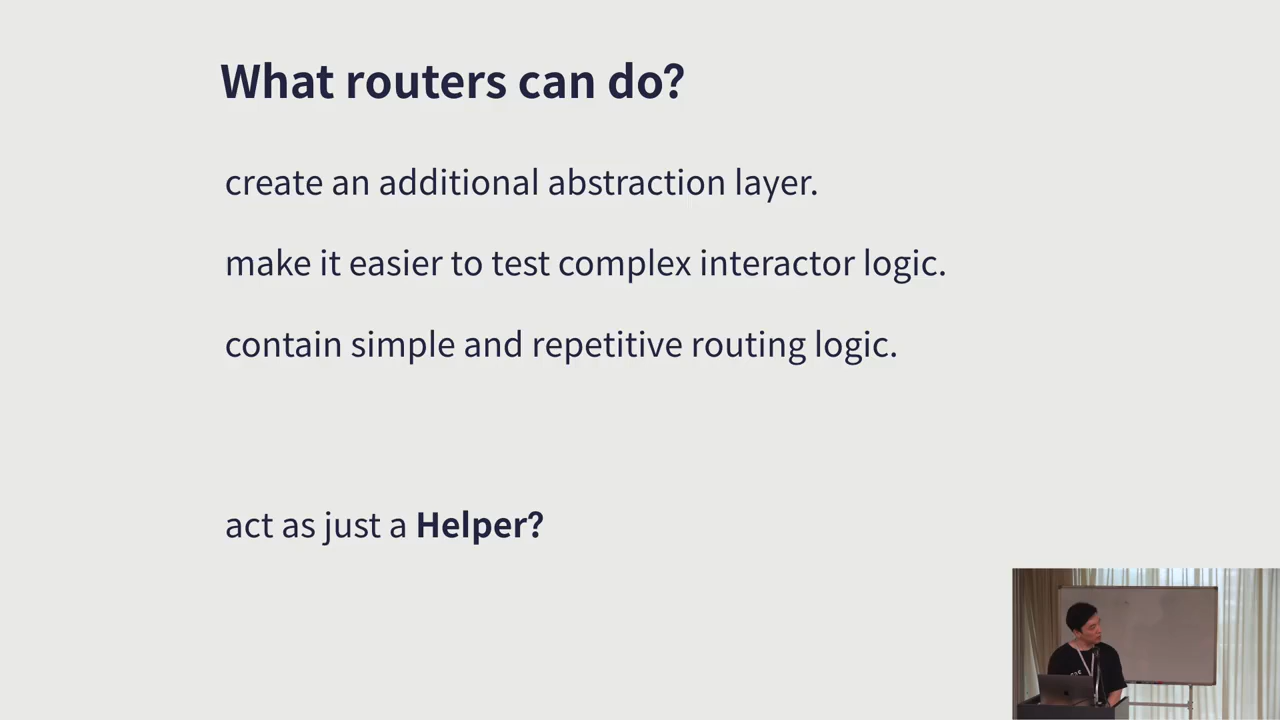 What routers can do?
create an additional abstraction layer.
make it easier to test complex interactor logic.
contain simple and repetitive routing logic.
act as just a Helper?